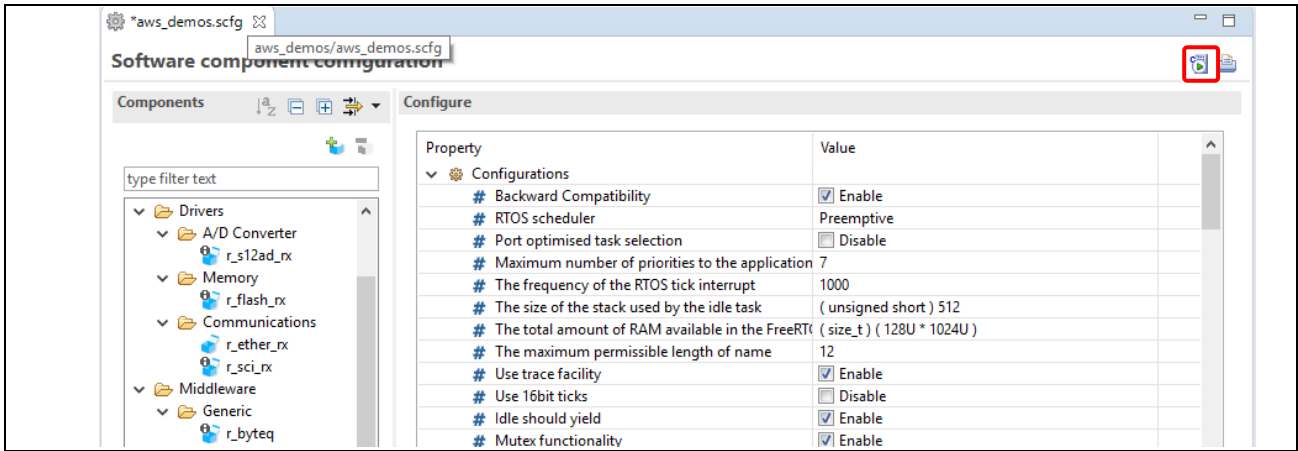 *aws_demos.scfg
aws_demos/aws_demos.scfg
Software component configuration
Components
Configure
type filter text
Drivers
A/D Converter
r_s12ad_rx
Memory
r_flash_rx
Communications
r_ether_rx
r_sci_rx
Middleware
Generic
r_byteq
Property Value
Configurations
# Backward Compatibility Enable
# RTOS scheduler Preemptive
# Port optimised task selection Disable
# Maximum number of priorities to the application 7
# The frequency of the RTOS tick interrupt 1000
# The size of the stack used by the idle task ( unsigned short ) 512
# The total amount of RAM available in the FreeRT( ( size_t ) ( 128U * 1024U )
# The maximum permissible length of name 12
# Use trace facility Enable
# Use 16bit ticks Disable
# Idle should yield Enable
# Mutex functionality Enable